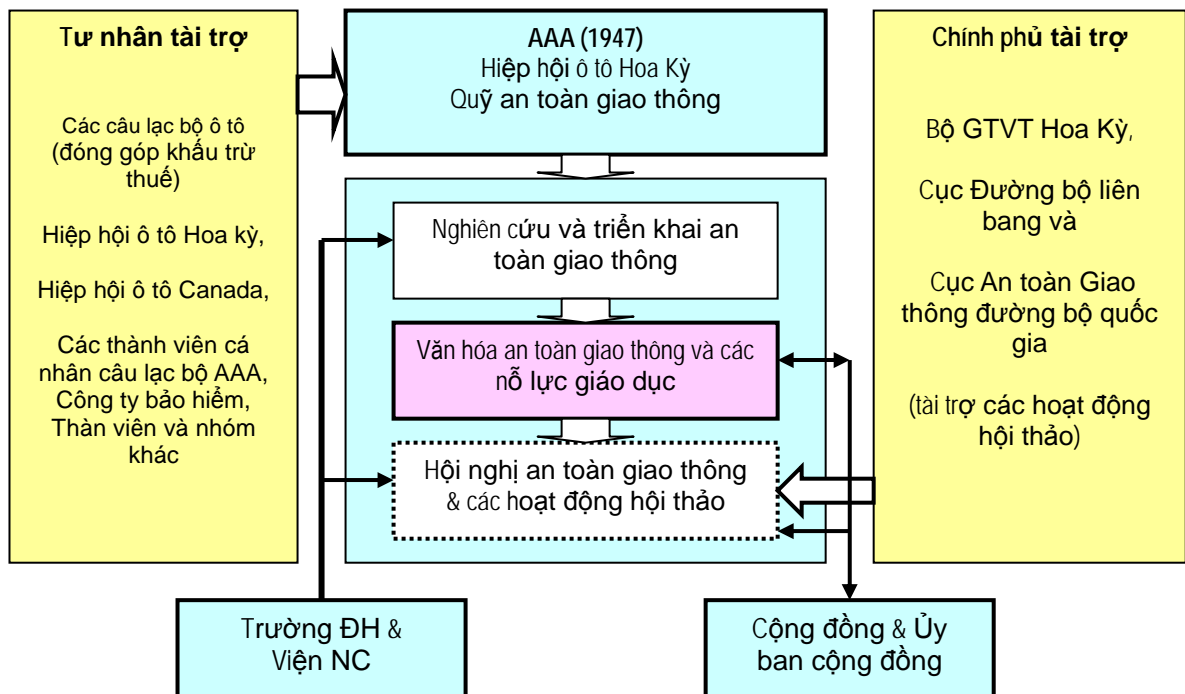 Tư nhân tài trợ
Các câu lạc bộ ô tô
(đóng góp khấu trừ
thuế)
Hiệp hội ô tô Hoa kỳ,
Hiệp hội ô tô Canada,
Các thành viên cá
nhân câu lạc bộ AAA,
Công ty bảo hiểm,
Thàn viên và nhóm
khác
AAA (1947)
Hiệp hội ô tô Hoa Kỳ
Quỹ an toàn giao thông
Nghiên cứu và triển khai an
toàn giao thông
Văn hóa an toàn giao thông và các
nỗ lực giáo dục
Hội nghị an toàn giao thông
& các hoạt động hội thảo
Chính phủ tài trợ
Bộ GTVT Hoa Kỳ,
Cục Đường bộ liên
bang và
Cục An toàn Giao
thông đường bộ quốc
gia
(tài trợ các hoạt động
hội thảo)
Trường ĐH &
Viện NC
Cộng đồng & Ủy
ban cộng đồng